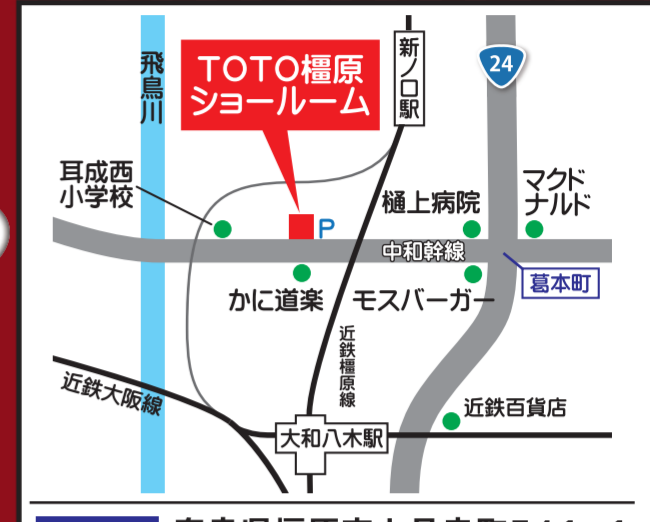 飛鳥川
TOTO橿原
ショールーム
新ノ口駅
24
耳成西
小学校
樋上病院
マクド
ナルド
P
中和幹線
葛本町
かに道楽
モスバーガー
近鉄橿原線
近鉄大阪線
近鉄百貨店
大和八木駅